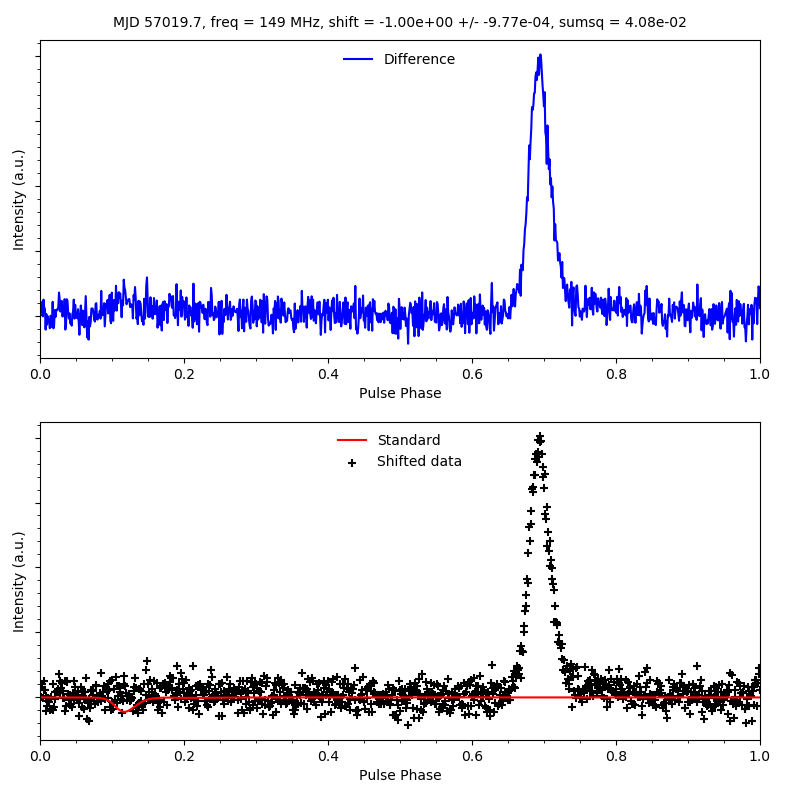 MJD 57019.7, freq = 149 MHz, shift = -1.00e+00 +/- -9.77e-04, sumsq = 4.08e-02
Difference
Intensity (a.u.)
0.0 0.2 0.4 0.6 0.8 1.0
Pulse Phase
Standard
Shifted data
Intensity (a.u.)
0.0 0.2 0.4 0.6 0.8 1.0
Pulse Phase